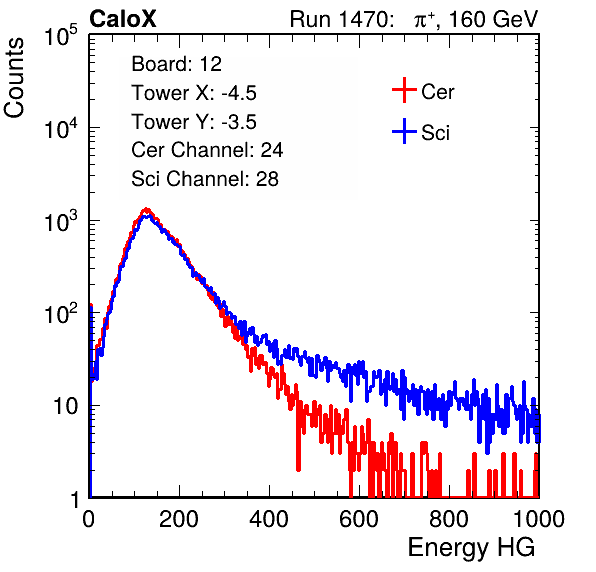 CaloX Run 1470: π⁺, 160 GeV
Counts
Board: 12
Tower X: -4.5
Tower Y: -3.5
Cer Channel: 24
Sci Channel: 28
Cer
Sci
10⁵
10⁴
10³
10²
10
1
0 200 400 600 800 1000
Energy HG